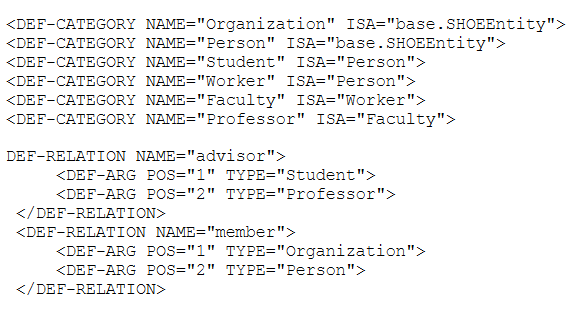 <DEF-CATEGORY NAME="Organization" ISA="base.SHOEEntity">
<DEF-CATEGORY NAME="Person" ISA="base.SHOEEntity">
<DEF-CATEGORY NAME="Student" ISA="Person">
<DEF-CATEGORY NAME="Worker" ISA="Person">
<DEF-CATEGORY NAME="Faculty" ISA="Worker">
<DEF-CATEGORY NAME="Professor" ISA="Faculty">
DEF-RELATION NAME="advisor">
<DEF-ARG POS="1" TYPE="Student">
<DEF-ARG POS="2" TYPE="Professor">
</DEF-RELATION>
<DEF-RELATION NAME="member">
<DEF-ARG POS="1" TYPE="Organization">
<DEF-ARG POS="2" TYPE="Person">
</DEF-RELATION>